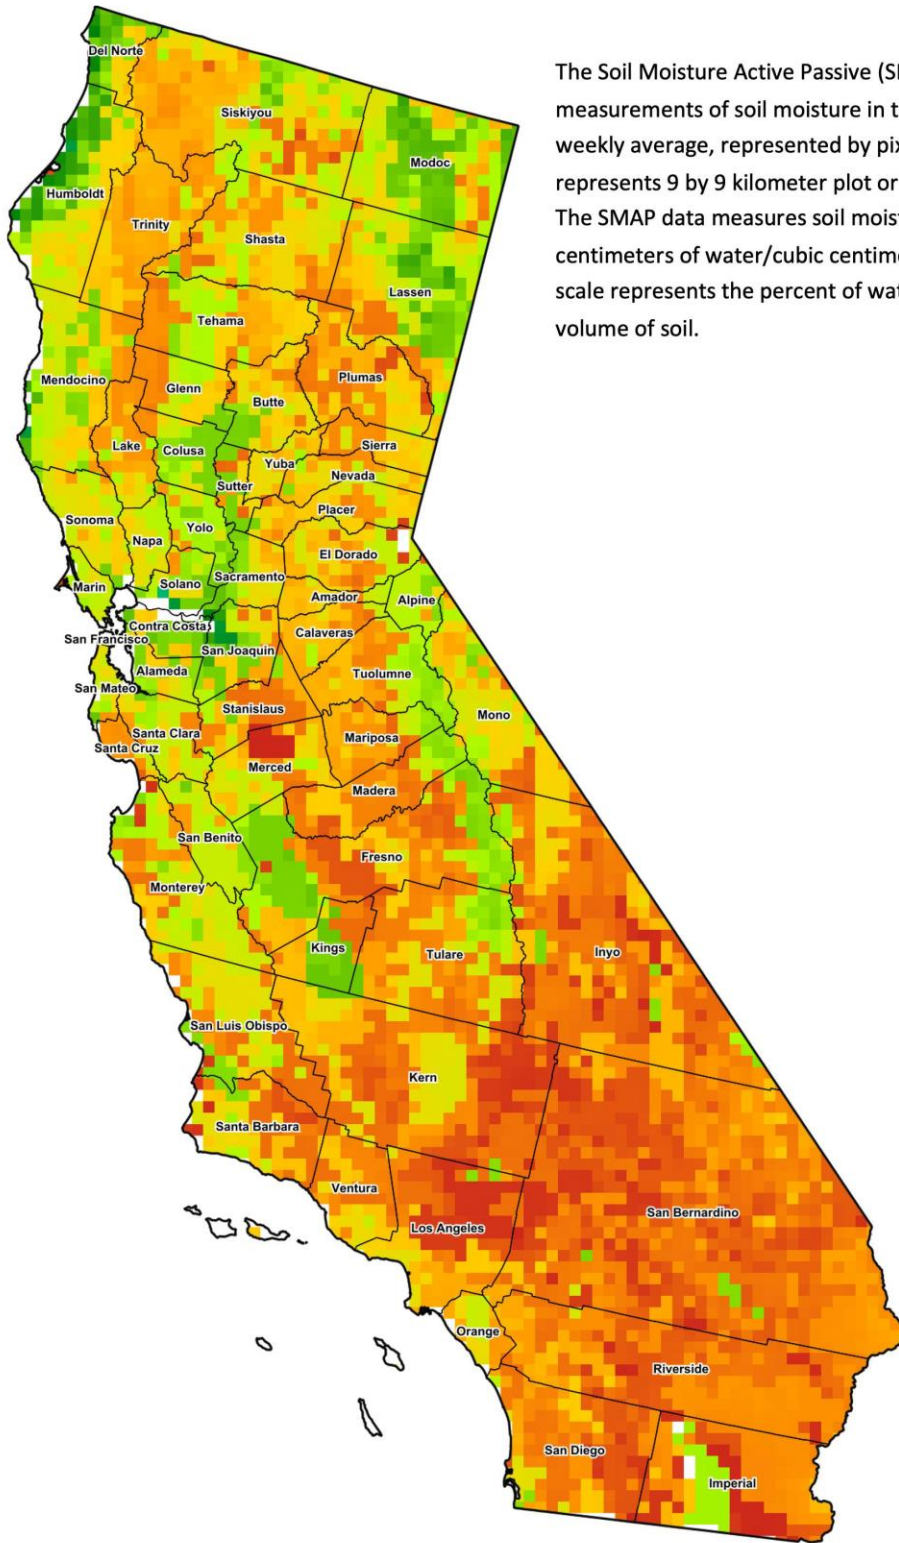 The Soil Moisture Active Passive (S
measurements of soil moisture in t
weekly average, represented by pix
represents 9 by 9 kilometer plot or
The SMAP data measures soil moist
centimeters of water/cubic centime
scale represents the percent of wat
volume of soil.
Del Norte
Siskiyou
Modoc
Humboldt
Trinity
Shasta
Lassen
Tehama
Mendocino
Glenn
Plumas
Butte
Lake
Colusa
Sierra
Yuba
Nevada
Sutter
Placer
Sonoma
Yolo
Napa
El Dorado
Sacramento
Solano
Marin
Amador
Alpine
Contra Costa
Calaveras
San Francisco
San Joaquin
Alameda
Tuolumne
San Mateo
Stanislaus
Mono
Santa Clara
Mariposa
Santa Cruz
Merced
Madera
San Benito
Fresno
Monterey
Kings
Tulare
Inyo
San Luis Obispo
Kern
Santa Barbara
Ventura
San Bernardino
Los Angeles
Orange
Riverside
San Diego
Imperial